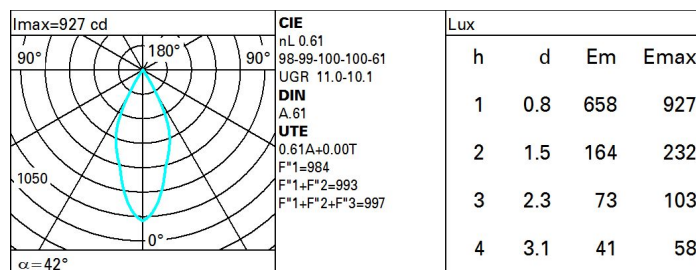 Imax=927 cd
90° 180° 90°
1050
0°
α=42°
CIE
nL 0.61
98-99-100-100-61
UGR 11.0-10.1
DIN
A.61
UTE
0.61A+0.00T
F"1=984
F"1+F"2=993
F"1+F"2+F"3=997
Lux
h d Em Emax
1 0.8 658 927
2 1.5 164 232
3 2.3 73 103
4 3.1 41 58